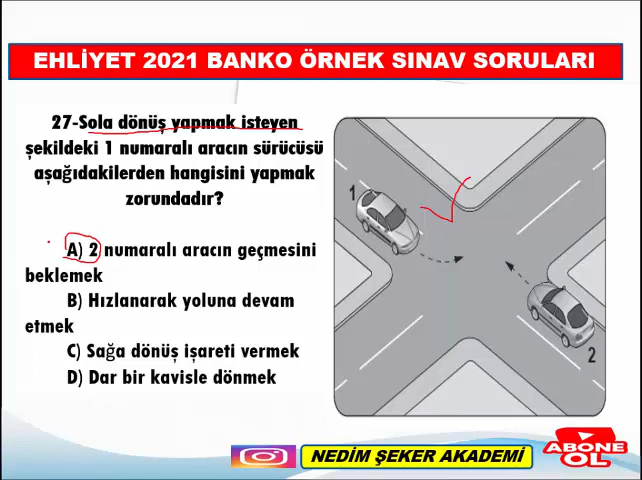 EHLİYET 2021 BANKO ÖRNEK SINAV SORULARI
27-Sola dönüş yapmak isteyen
şekildeki 1 numaralı aracın sürücüsü
aşağıdakilerden hangisini yapmak
zorundadır?
A) 2 numaralı aracın geçmesini
beklemek
B) Hızlanarak yoluna devam
etmek
C) Sağa dönüş işareti vermek
D) Dar bir kavisle dönmek
1
2
NEDİM ŞEKER AKADEMİ
ABONE
OL